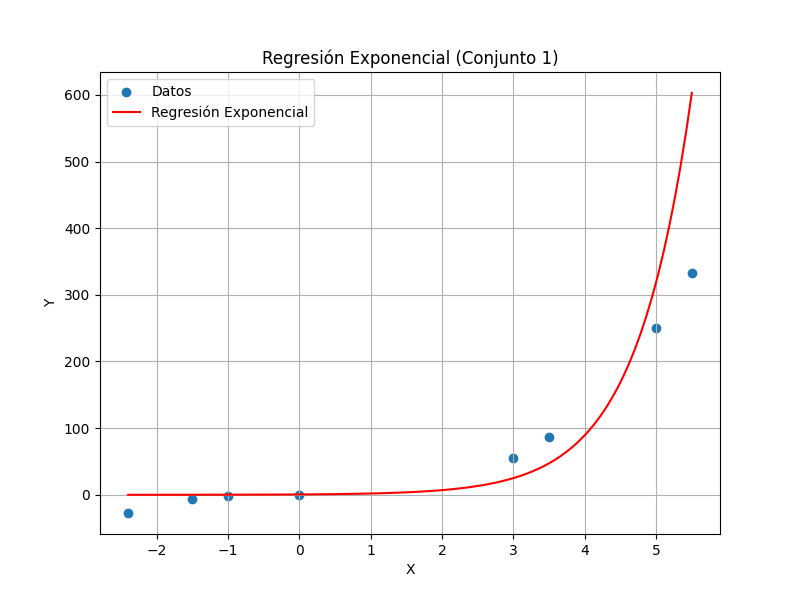 Regresión Exponencial (Conjunto 1)
Datos
Regresión Exponencial
600
500
400
300
200
100
0
Y
−2 −1 0 1 2 3 4 5
X